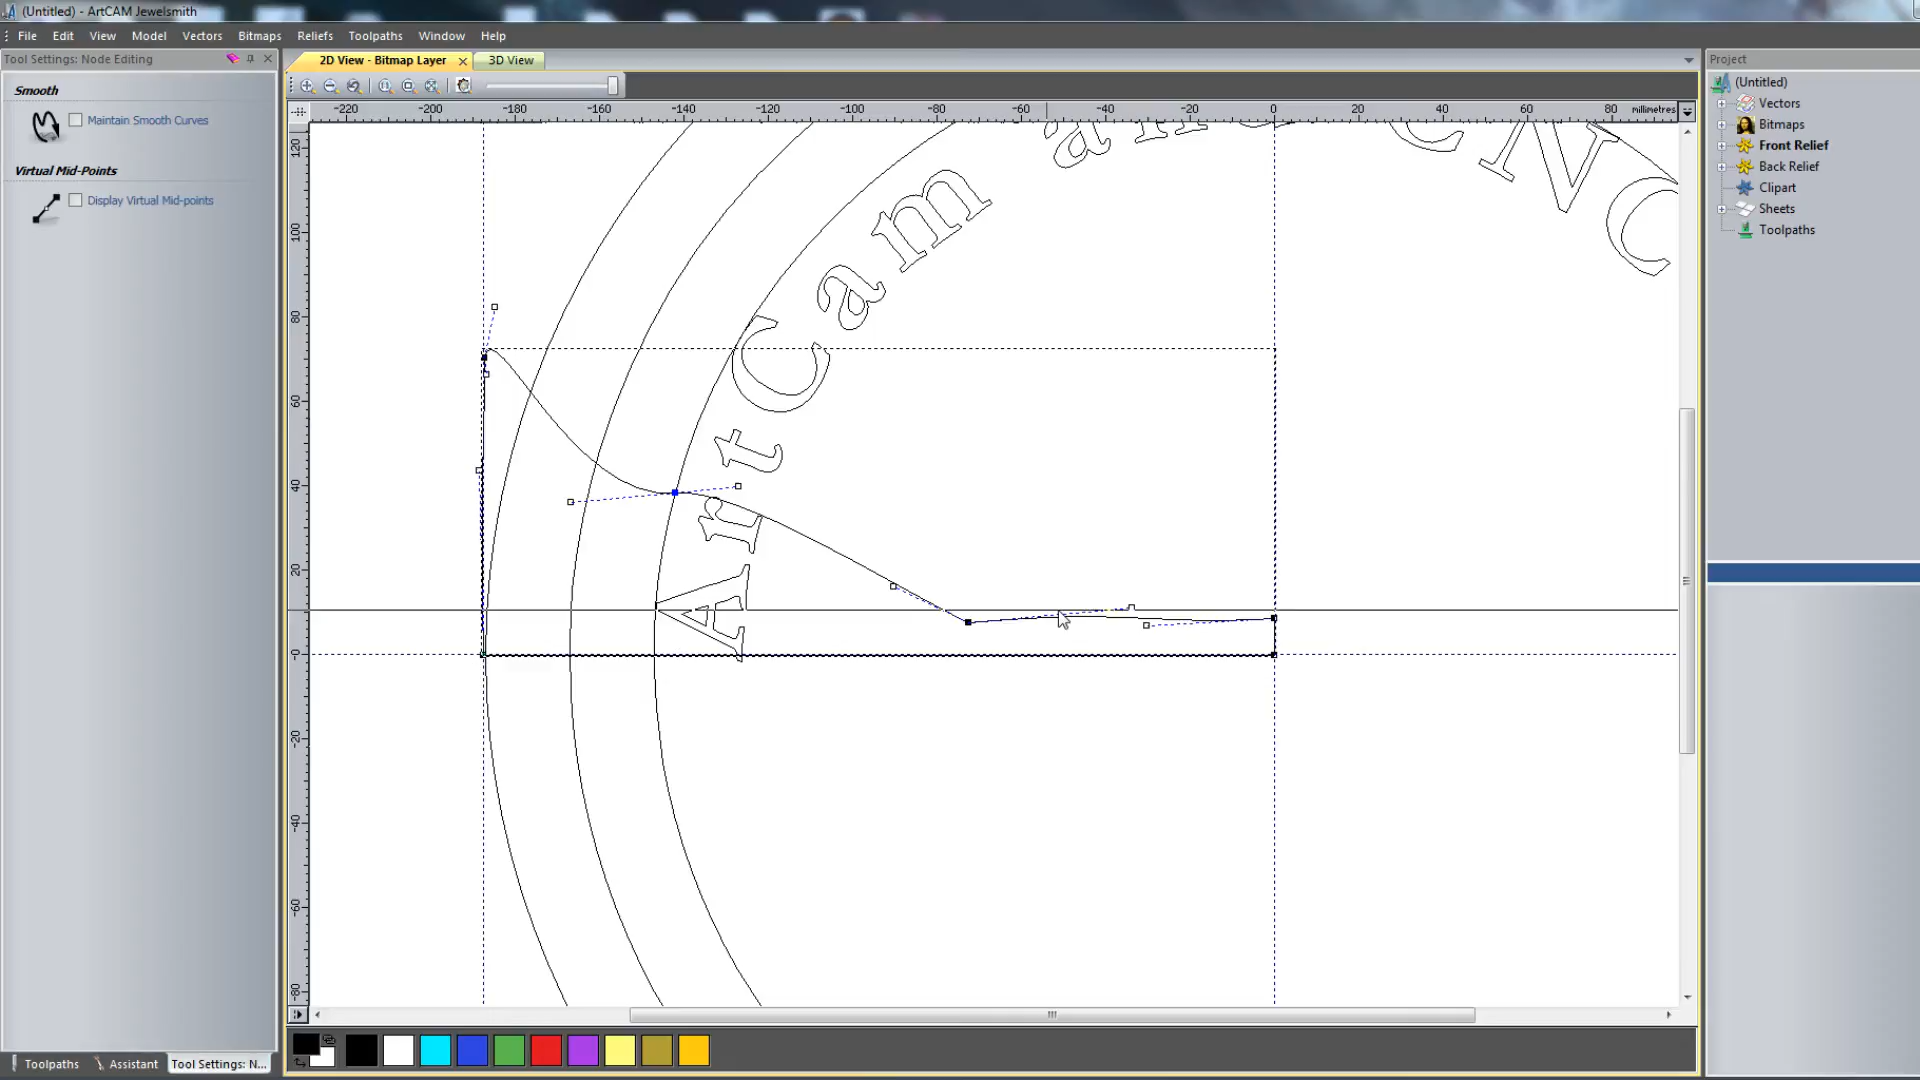 (Untitled) - ArtCAM Jewelsmith
File Edit View Model Vectors Bitmaps Reliefs Toolpaths Window Help
Tool Settings: Node Editing
2D View - Bitmap Layer 3D View
Project
Smooth
Maintain Smooth Curves
Virtual Mid-Points
Display Virtual Mid-points
-220 -200 -180 -160 -140 -120 -100 -80 -60 -40 -20 0 20 40 60 80 millimetres
120
100
80
60
40
20
-0
-20
-40
-60
-80
(Untitled)
Vectors
Bitmaps
Front Relief
Back Relief
Clipart
Sheets
Toolpaths
ArtCam
CNC
Toolpaths Assistant Tool Settings: N...